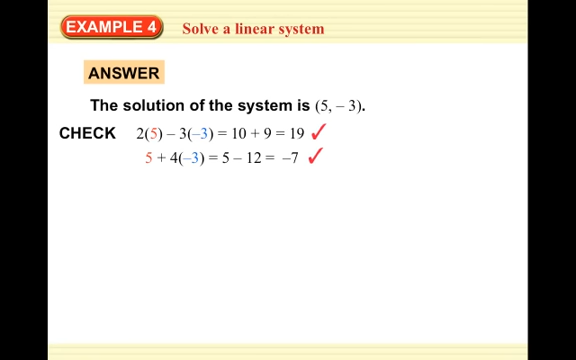 EXAMPLE 4 Solve a linear system
ANSWER
The solution of the system is (5, – 3).
CHECK 2(5) – 3(–3) = 10 + 9 = 19 ✓
5 + 4(–3) = 5 – 12 = –7 ✓